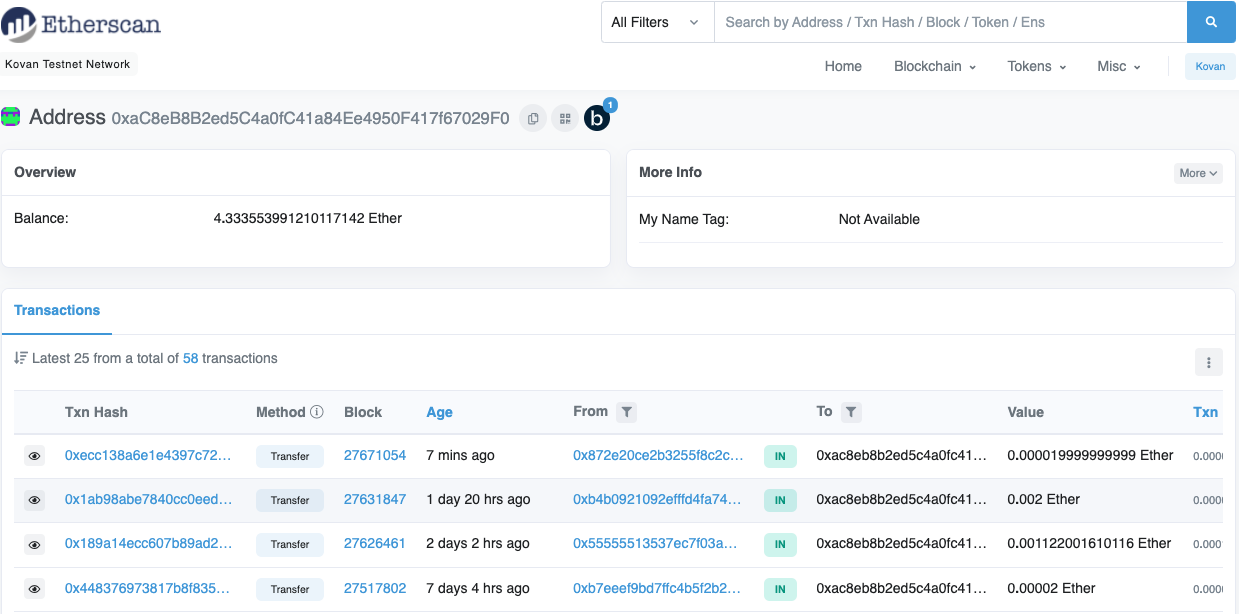 Etherscan
All Filters Search by Address / Txn Hash / Block / Token / Ens
Kovan Testnet Network
Home Blockchain Tokens Misc Kovan
Address 0xaC8eB8B2ed5C4a0fC41a84Ee4950F417f67029F0 b 1
Overview
Balance: 4.333553991210117142 Ether
More Info More
My Name Tag: Not Available
Transactions
Latest 25 from a total of 58 transactions
Txn Hash Method Block Age From To Value Txn
0xecc138a6e1e4397c72... Transfer 27671054 7 mins ago 0x872e20ce2b3255f8c2c... IN 0xac8eb8b2ed5c4a0fc41... 0.000019999999999 Ether 0.000
0x1ab98abe7840cc0eed... Transfer 27631847 1 day 20 hrs ago 0xb4b0921092efffd4fa74... IN 0xac8eb8b2ed5c4a0fc41... 0.002 Ether 0.000
0x189a14ecc607b89ad2... Transfer 27626461 2 days 2 hrs ago 0x55555513537ec7f03a... IN 0xac8eb8b2ed5c4a0fc41... 0.001122001610116 Ether 0.000
0x448376973817b8f835... Transfer 27517802 7 days 4 hrs ago 0xb7eeef9bd7ffc4b5f2b2... IN 0xac8eb8b2ed5c4a0fc41... 0.00002 Ether 0.000